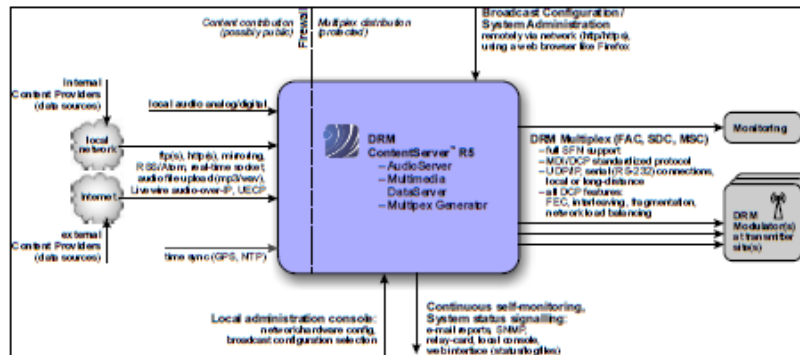 Content contribution
(possibly public)
Firewall
Multiplex distribution
(protected)
Broadcast Configuration /
System Administration
remotely via network (http/https),
using a web browser like Firefox
internal
Content Providers
(data sources)
local audio analog/digital
local
network
ftp(s), http(s), mirroring,
RSS/Atom, real-time socket,
audio file upload (mp3/wav),
Livewire audio-over-IP, UECP
Internet
external
Content Providers
(data sources)
time sync (GPS, NTP)
DRM
ContentServer™ R5
– AudioServer
– Multimedia
DataServer
– Multipex Generator
DRM Multiplex (FAC, SDC, MSC)
– full SFN support
– MDI/DCP standardized protocol
– UDP/IP, serial (RS-232) connections,
local or long-distance
– all DCP features:
FEC, interleaving, fragmentation,
network load balancing
Monitoring
DRM
Modulator(s)
at transmitter
site(s)
Local administration console:
network/hardware config,
broadcast configuration selection
Continuous self-monitoring,
System status signalling:
e-mail reports, SNMP,
relay-card, local console,
web interface (status/logfiles)